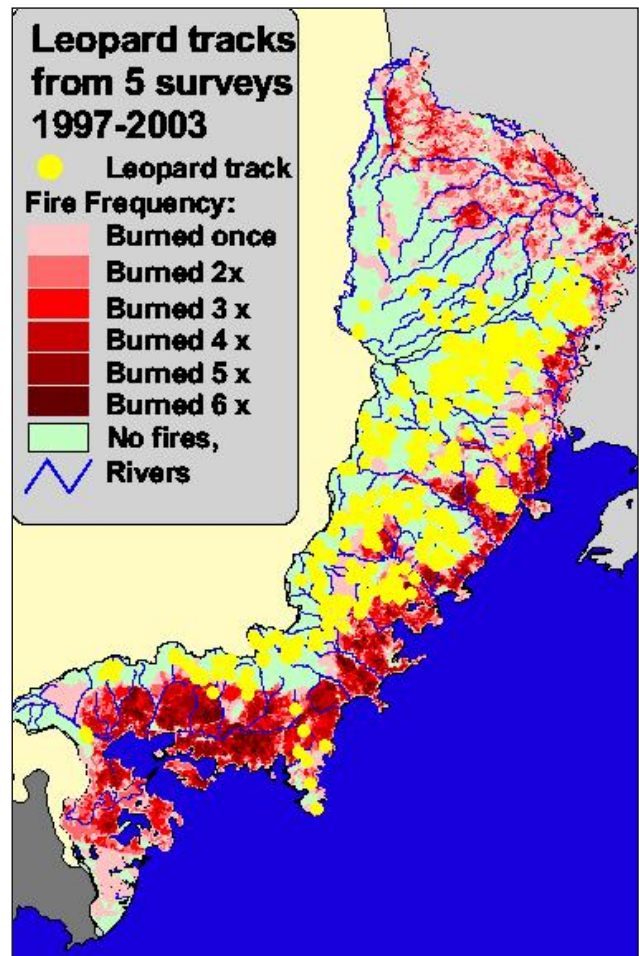 Leopard tracks
from 5 surveys
1997-2003
Leopard track
Fire Frequency:
Burned once
Burned 2x
Burned 3 x
Burned 4 x
Burned 5 x
Burned 6 x
No fires,
Rivers